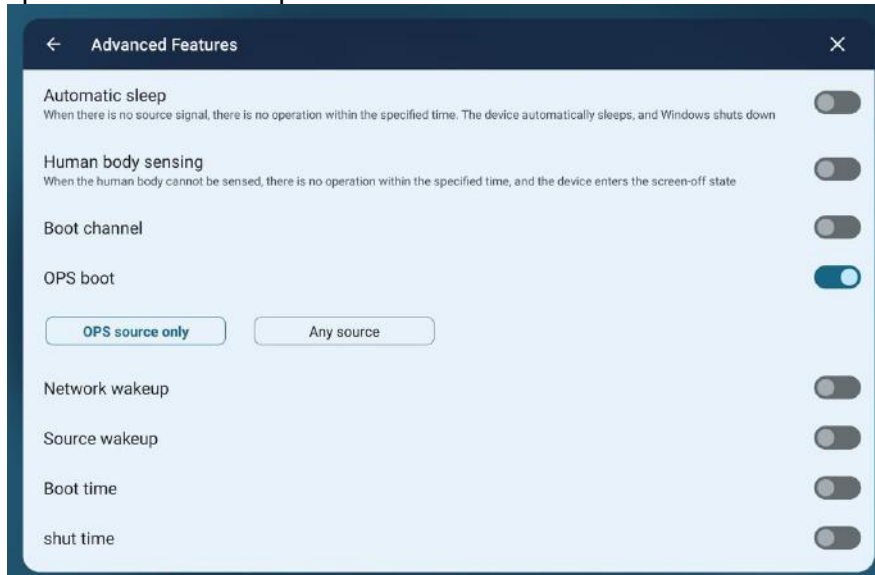 Advanced Features
Automatic sleep
When there is no source signal, there is no operation within the specified time. The device automatically sleeps, and Windows shuts down
Human body sensing
When the human body cannot be sensed, there is no operation within the specified time, and the device enters the screen-off state
Boot channel
OPS boot
OPS source only
Any source
Network wakeup
Source wakeup
Boot time
shut time